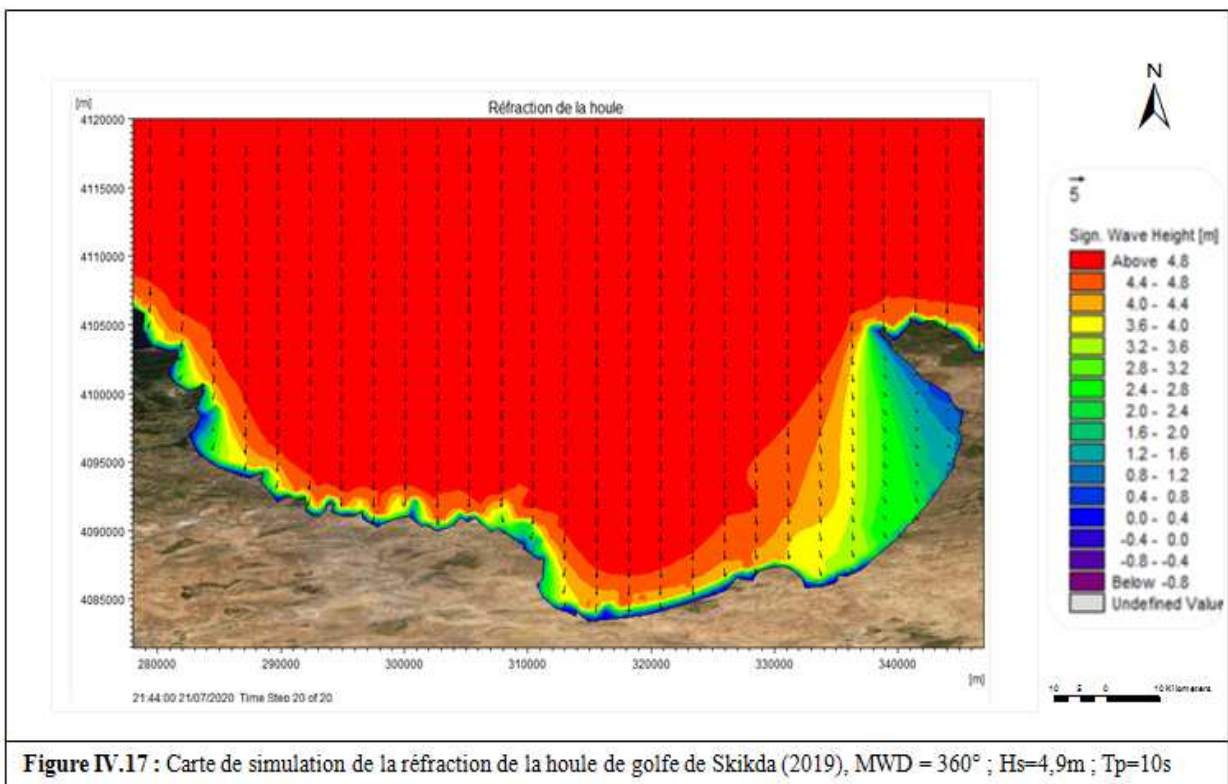 Réfraction de la houle
[m]
4120000
4115000
4110000
4105000
4100000
4095000
4090000
4085000
280000 290000 300000 310000 320000 330000 340000
[m]
21:44:00 21/07/2020 Time Step 20 of 20
N
5
Sign. Wave Height [m]
Above 4.8
4.4 - 4.8
4.0 - 4.4
3.6 - 4.0
3.2 - 3.6
2.8 - 3.2
2.4 - 2.8
2.0 - 2.4
1.6 - 2.0
1.2 - 1.6
0.8 - 1.2
0.4 - 0.8
0.0 - 0.4
-0.4 - 0.0
-0.8 - -0.4
Below -0.8
Undefined Value
10 5 0 10 Kilometers
Figure IV.17 : Carte de simulation de la réfraction de la houle de golfe de Skikda (2019), MWD = 360° ; Hs=4,9m ; Tp=10s